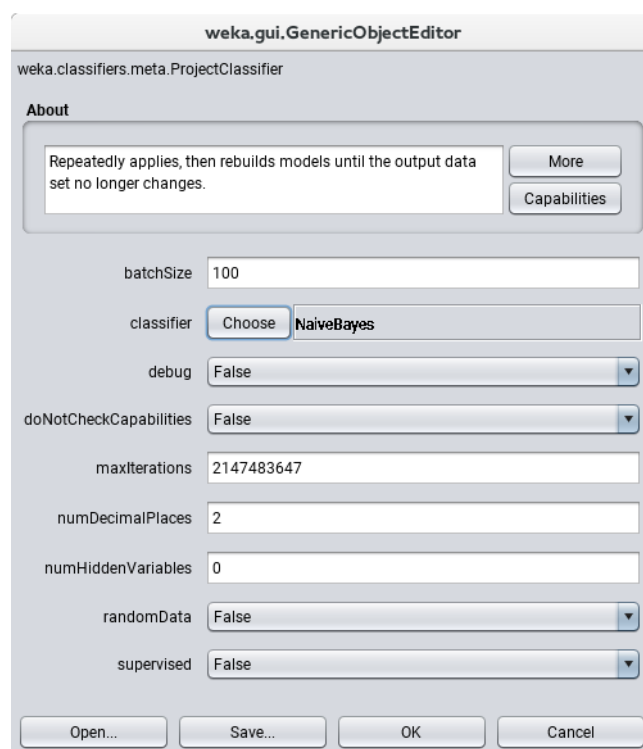 weka.gui.GenericObjectEditor
weka.classifiers.meta.ProjectClassifier
About
Repeatedly applies, then rebuilds models until the output data
set no longer changes.
More
Capabilities
batchSize 100
classifier Choose NaiveBayes
debug False
doNotCheckCapabilities False
maxIterations 2147483647
numDecimalPlaces 2
numHiddenVariables 0
randomData False
supervised False
Open... Save... OK Cancel